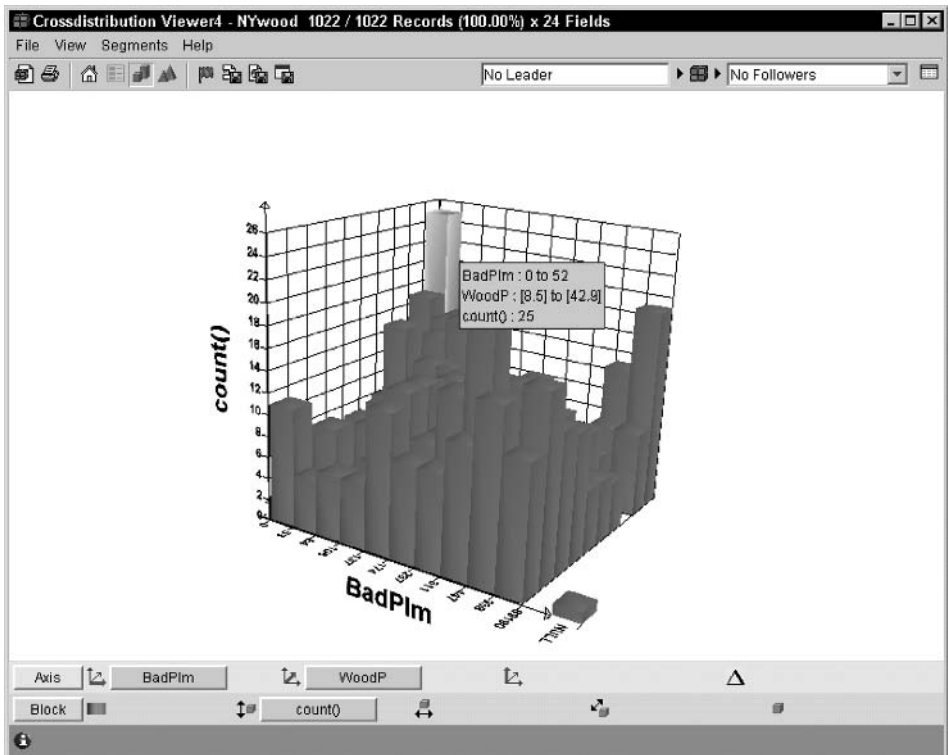 Crossdistribution Viewer4 - NYwood 1022 / 1022 Records (100.00%) x 24 Fields
File View Segments Help
No Leader
No Followers
BadPlm : 0 to 52
WoodP : [8.5] to [42.9]
count() : 25
count()
26
24
22
20
18
16
14
12
10
8
6
4
2
0
BadPlm
NULL
Axis BadPlm WoodP Δ
Block count()